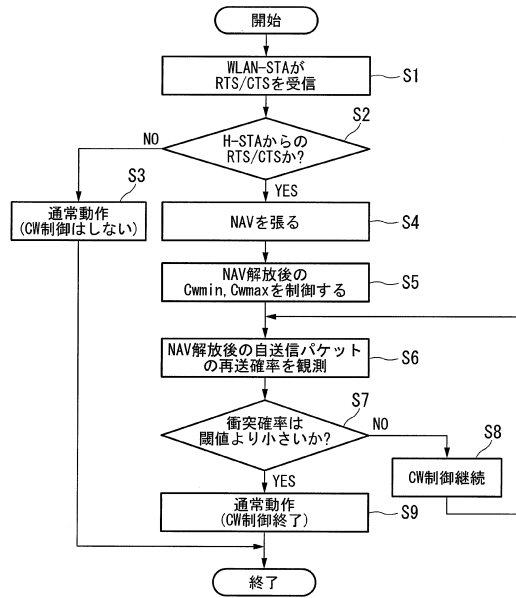 開始
WLAN-STAが
RTS/CTSを受信
S1
H-STAからの
RTS/CTSか?
S2
NO
YES
通常動作
(CW制御はしない)
S3
NAVを張る
S4
NAV解放後の
Cwmin,Cwmaxを制御する
S5
NAV解放後の自送信パケット
の再送確率を観測
S6
衝突確率は
閾値より小さいか?
S7
NO
YES
CW制御継続
S8
通常動作
(CW制御終了)
S9
終了